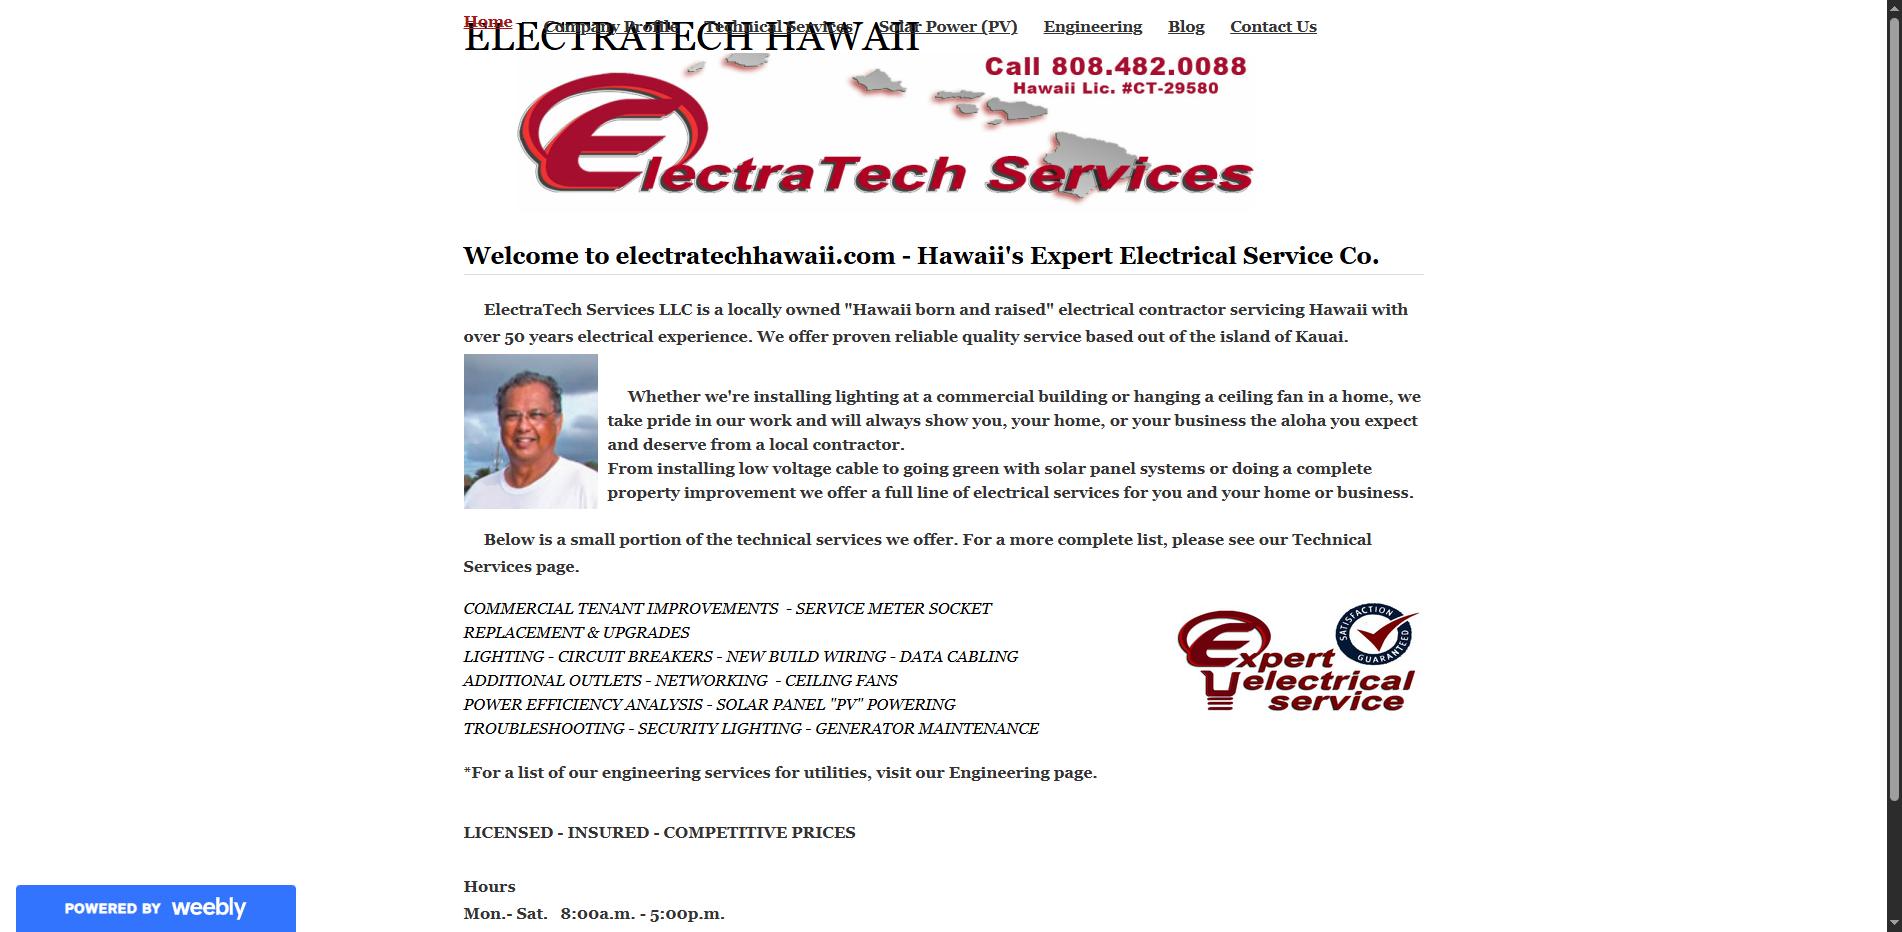 Home Company Profile Technical Services Solar Power (PV) Engineering Blog Contact Us
ELECTRATECH HAWAII
Call 808.482.0088
Hawaii Lic. #CT-29580
ElectraTech Services
Welcome to electratechhawaii.com - Hawaii's Expert Electrical Service Co.
ElectraTech Services LLC is a locally owned "Hawaii born and raised" electrical contractor servicing Hawaii with
over 50 years electrical experience. We offer proven reliable quality service based out of the island of Kauai.
Whether we're installing lighting at a commercial building or hanging a ceiling fan in a home, we
take pride in our work and will always show you, your home, or your business the aloha you expect
and deserve from a local contractor.
From installing low voltage cable to going green with solar panel systems or doing a complete
property improvement we offer a full line of electrical services for you and your home or business.
Below is a small portion of the technical services we offer. For a more complete list, please see our Technical
Services page.
COMMERCIAL TENANT IMPROVEMENTS - SERVICE METER SOCKET
REPLACEMENT & UPGRADES
LIGHTING - CIRCUIT BREAKERS - NEW BUILD WIRING - DATA CABLING
ADDITIONAL OUTLETS - NETWORKING - CEILING FANS
POWER EFFICIENCY ANALYSIS - SOLAR PANEL "PV" POWERING
TROUBLESHOOTING - SECURITY LIGHTING - GENERATOR MAINTENANCE
SATISFACTION
GUARANTEED
Expert
electrical
service
*For a list of our engineering services for utilities, visit our Engineering page.
LICENSED - INSURED - COMPETITIVE PRICES
Hours
Mon.- Sat. 8:00a.m. - 5:00p.m.
POWERED BY weebly